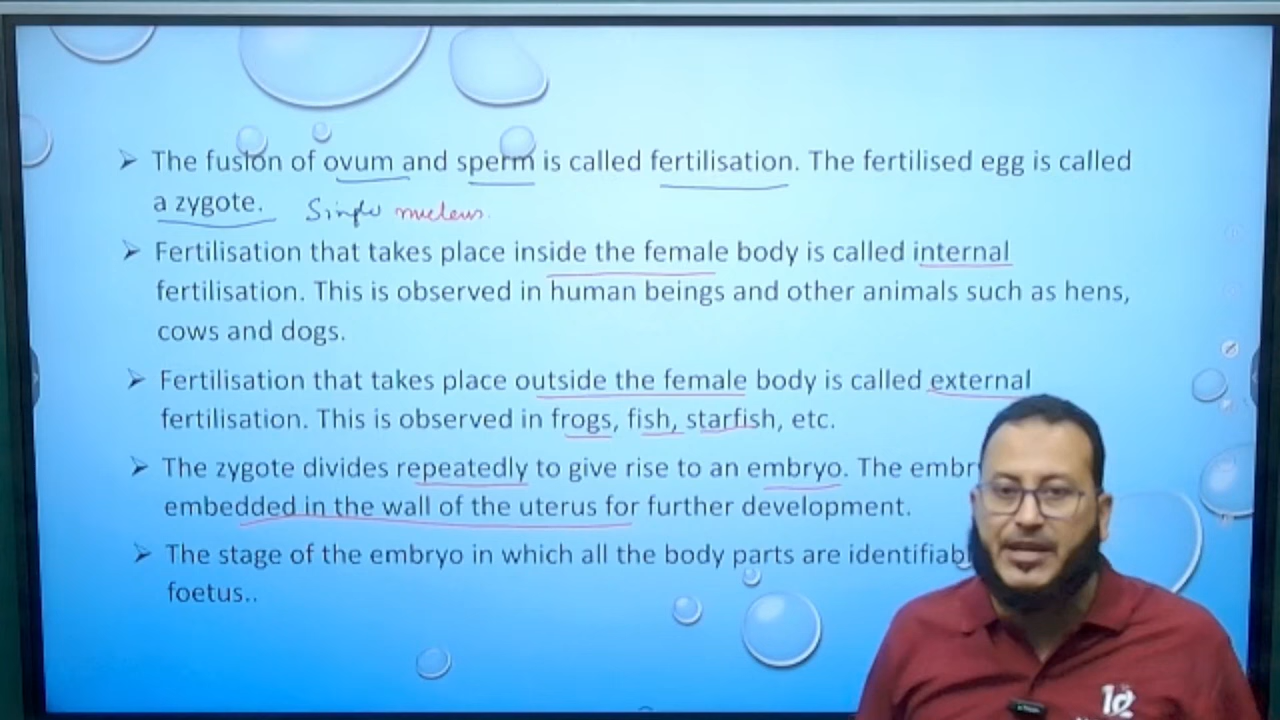 ➢ The fusion of ovum and sperm is called fertilisation. The fertilised egg is called
a zygote. Single nucleus.
➢ Fertilisation that takes place inside the female body is called internal
fertilisation. This is observed in human beings and other animals such as hens,
cows and dogs.
➢ Fertilisation that takes place outside the female body is called external
fertilisation. This is observed in frogs, fish, starfish, etc.
➢ The zygote divides repeatedly to give rise to an embryo. The
embedded in the wall of the uterus for further development.
➢ The stage of the embryo in which all the body parts are
foetus..